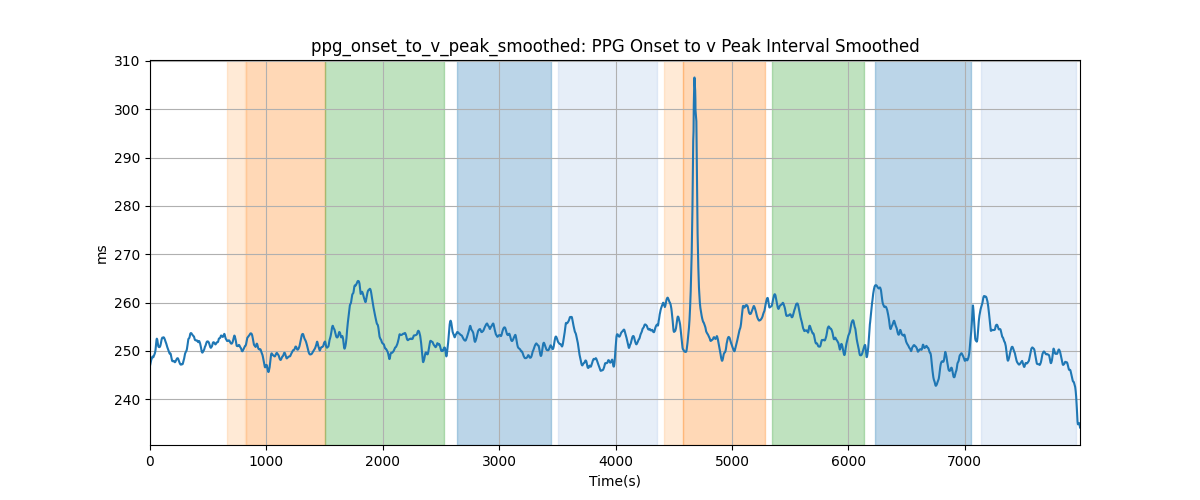 ppg_onset_to_v_peak_smoothed: PPG Onset to v Peak Interval Smoothed
310
300
290
280
270
260
250
240
ms
0 1000 2000 3000 4000 5000 6000 7000
Time(s)